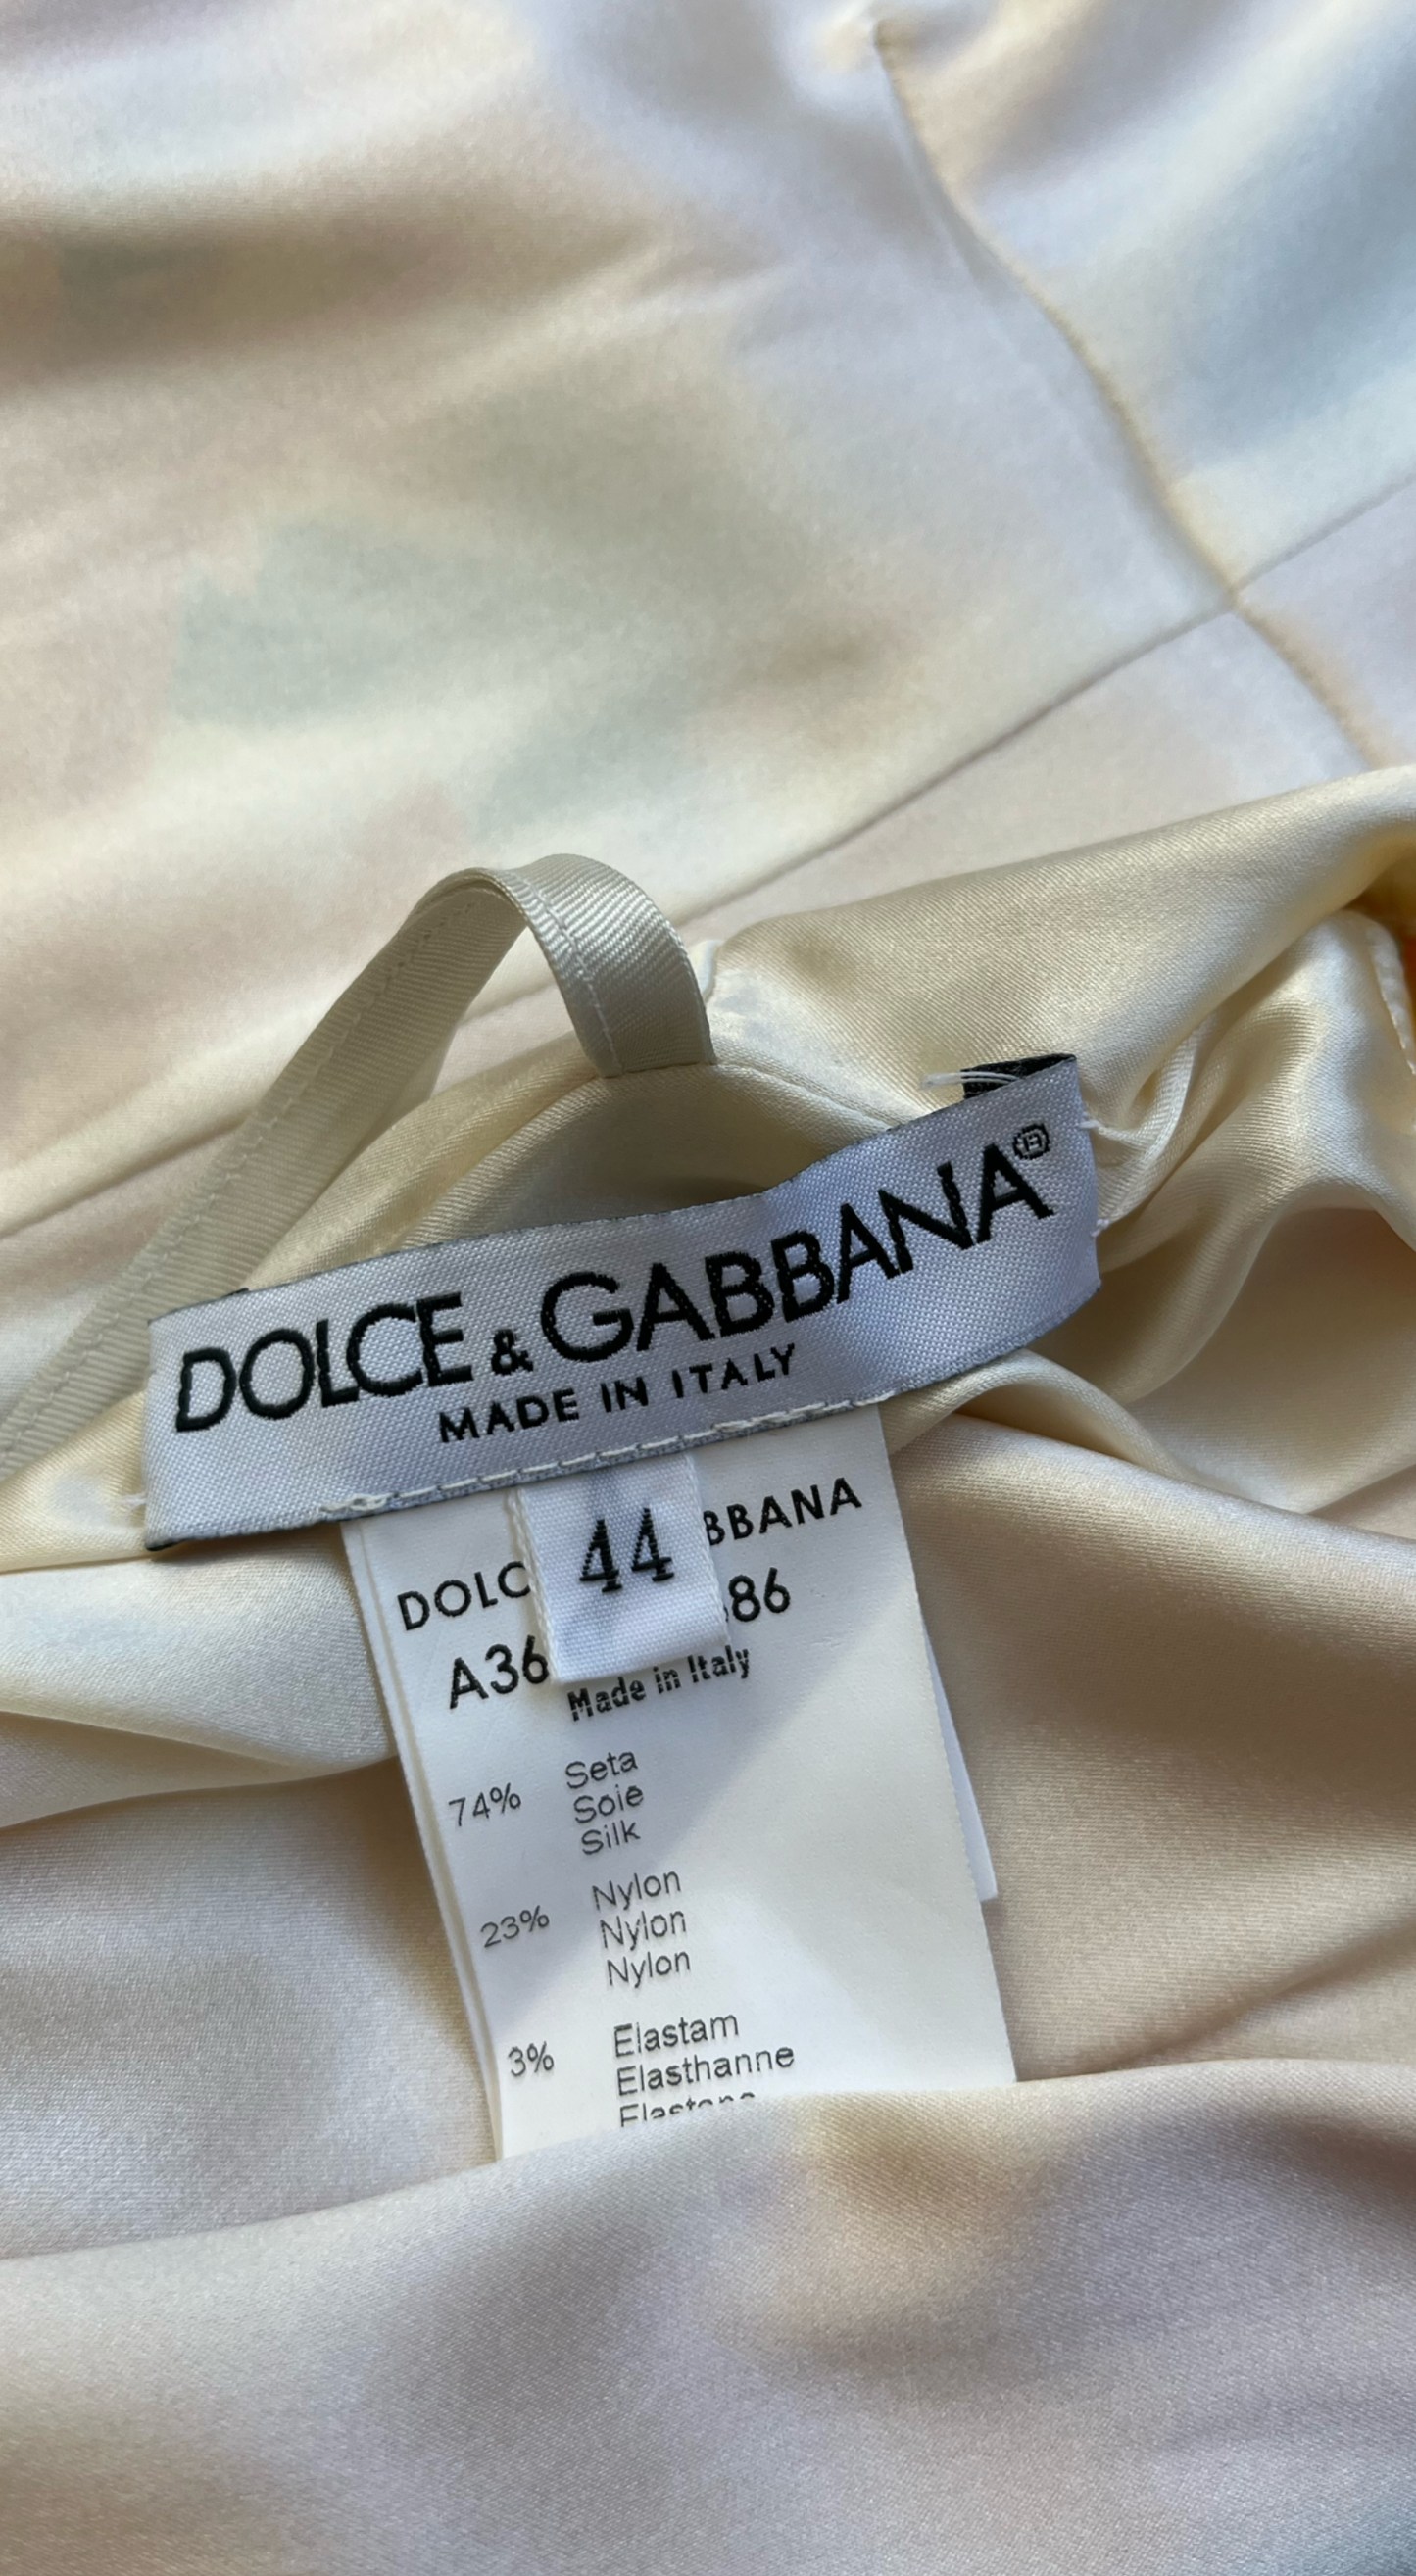 DOLCE & GABBANA®
MADE IN ITALY
44
DOLC BBANA
A36 86
Made in Italy
74% Seta
Soie
Silk
23% Nylon
Nylon
Nylon
3% Elastam
Elasthanne